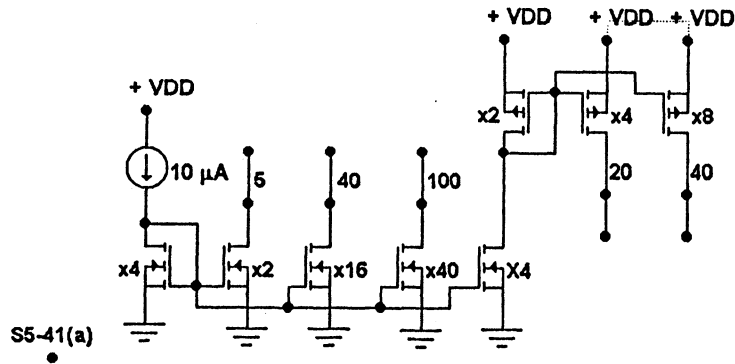 + VDD
+ VDD
+ VDD
+ VDD
x2
x4
x8
10 µA
5
40
100
20
40
x4
x2
x16
x40
X4
S5-41(a)